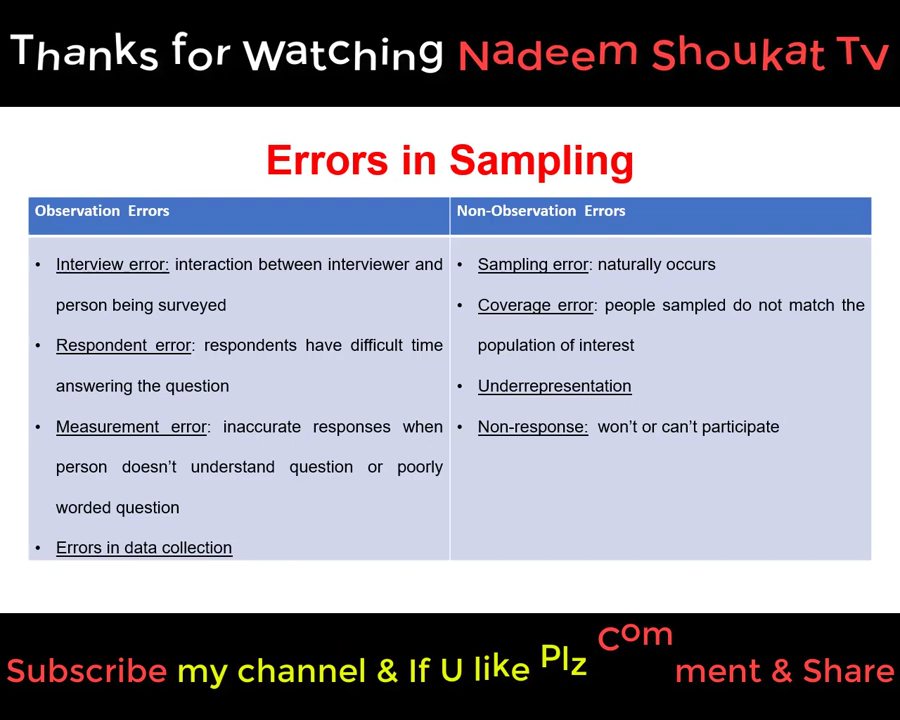 Thanks for Watching Nadeem Shoukat Tv
Errors in Sampling
Observation Errors
• Interview error: interaction between interviewer and
person being surveyed
• Respondent error: respondents have difficult time
answering the question
• Measurement error: inaccurate responses when
person doesn’t understand question or poorly
worded question
• Errors in data collection
Non-Observation Errors
• Sampling error: naturally occurs
• Coverage error: people sampled do not match the
population of interest
• Underrepresentation
• Non-response: won’t or can’t participate
Subscribe my channel & If U like Plz Comment & Share